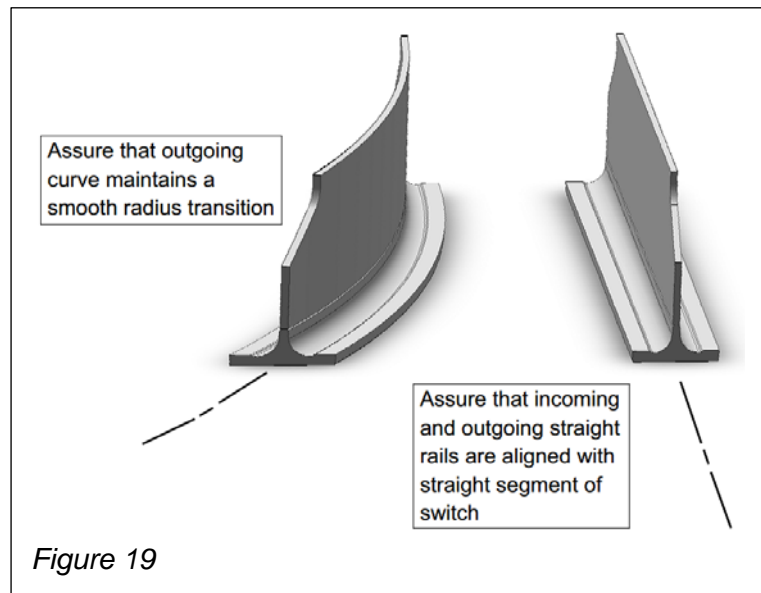 Assure that outgoing
curve maintains a
smooth radius transition
Assure that incoming
and outgoing straight
rails are aligned with
straight segment of
switch
Figure 19